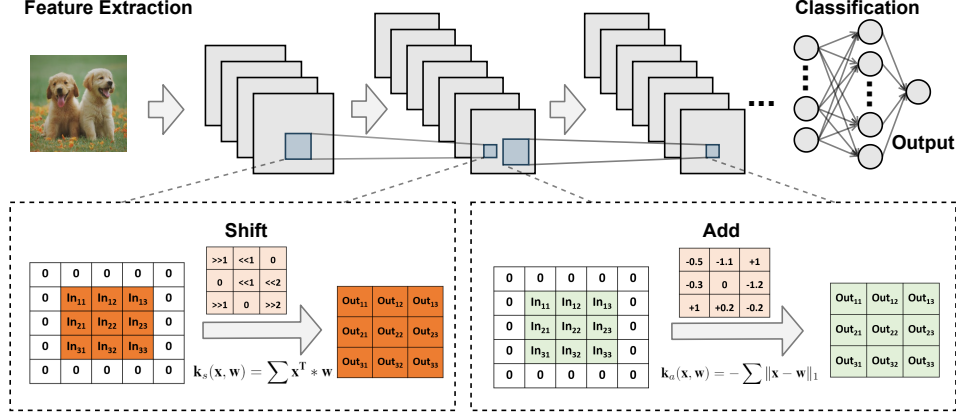 Feature Extraction
Classification
...
Output
Shift
>>1 <<1 0
0 <<1 <<2
>>1 0 >>2
0 0 0 0 0
0 In₁₁ In₁₂ In₁₃ 0
0 In₂₁ In₂₂ In₂₃ 0
0 In₃₁ In₃₂ In₃₃ 0
0 0 0 0 0
Out₁₁ Out₁₂ Out₁₃
Out₂₁ Out₂₂ Out₂₃
Out₃₁ Out₃₂ Out₃₃
kₛ(x, w) = ∑ xᵀ * w
Add
-0.5 -1.1 +1
-0.3 0 -1.2
+1 +0.2 -0.2
0 0 0 0 0
0 In₁₁ In₁₂ In₁₃ 0
0 In₂₁ In₂₂ In₂₃ 0
0 In₃₁ In₃₂ In₃₃ 0
0 0 0 0 0
Out₁₁ Out₁₂ Out₁₃
Out₂₁ Out₂₂ Out₂₃
Out₃₁ Out₃₂ Out₃₃
kₐ(x, w) = − ∑ ‖x − w‖₁